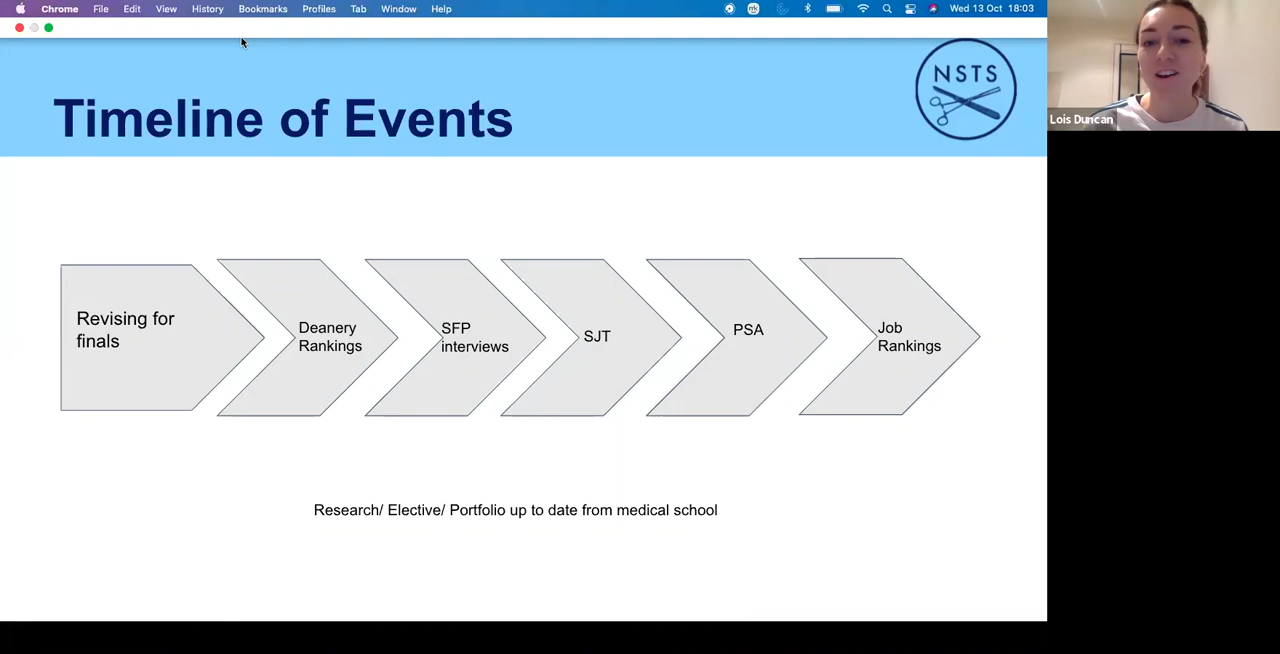 Chrome File Edit View History Bookmarks Profiles Tab Window Help Wed 13 Oct 18:03
NSTS
Timeline of Events
Lois Duncan
Revising for
finals
Deanery
Rankings
SFP
interviews
SJT
PSA
Job
Rankings
Research/ Elective/ Portfolio up to date from medical school